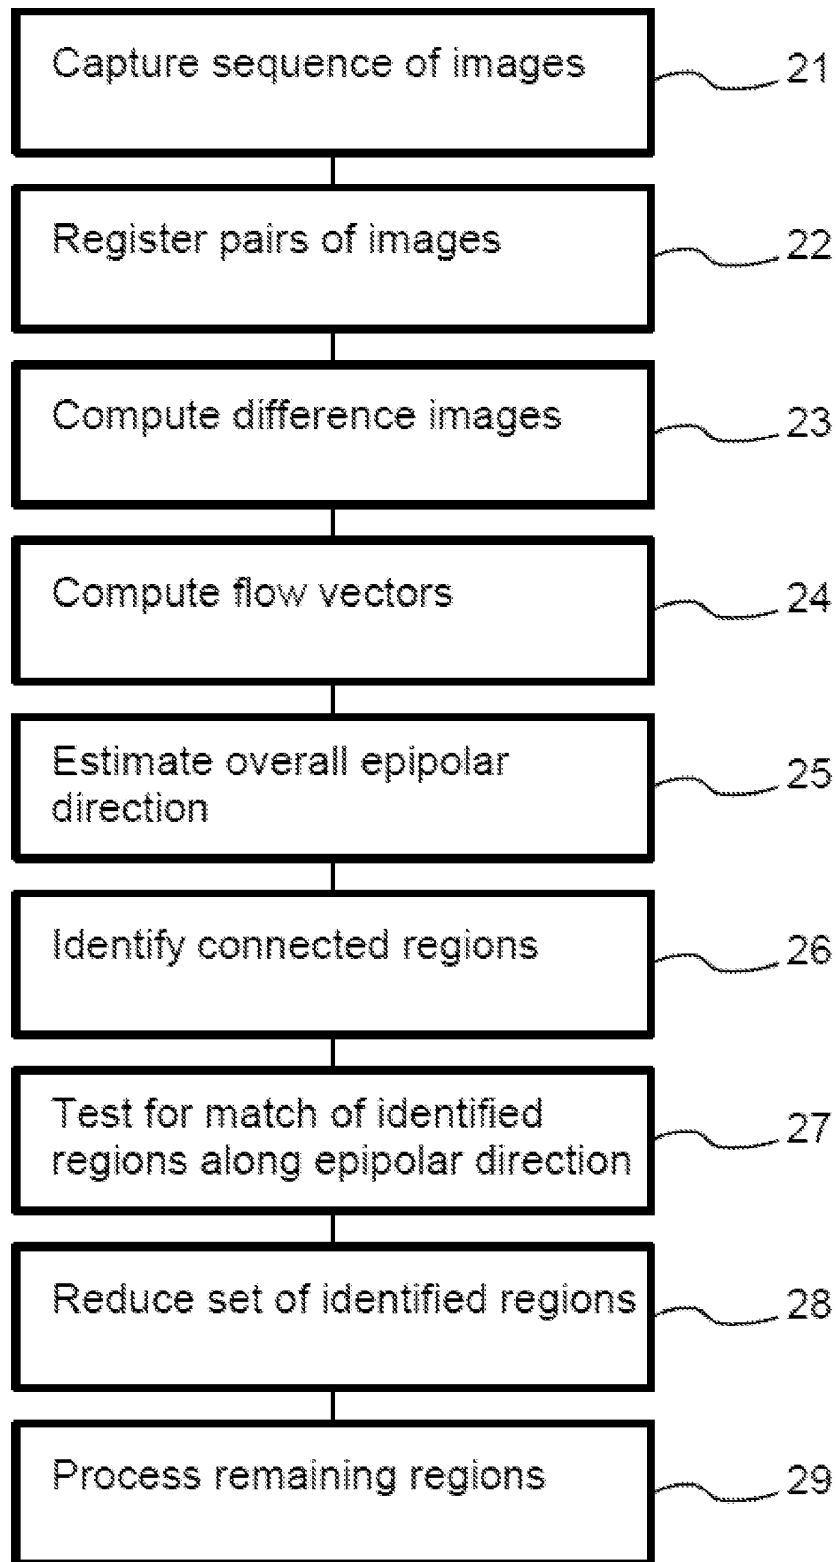 Capture sequence of images
21
Register pairs of images
22
Compute difference images
23
Compute flow vectors
24
Estimate overall epipolar
direction
25
Identify connected regions
26
Test for match of identified
regions along epipolar direction
27
Reduce set of identified regions
28
Process remaining regions
29